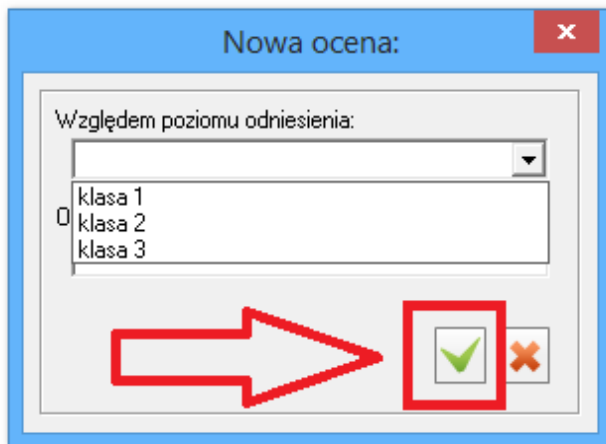 Nowa ocena:
Względem poziomu odniesienia:
klasa 1
klasa 2
klasa 3